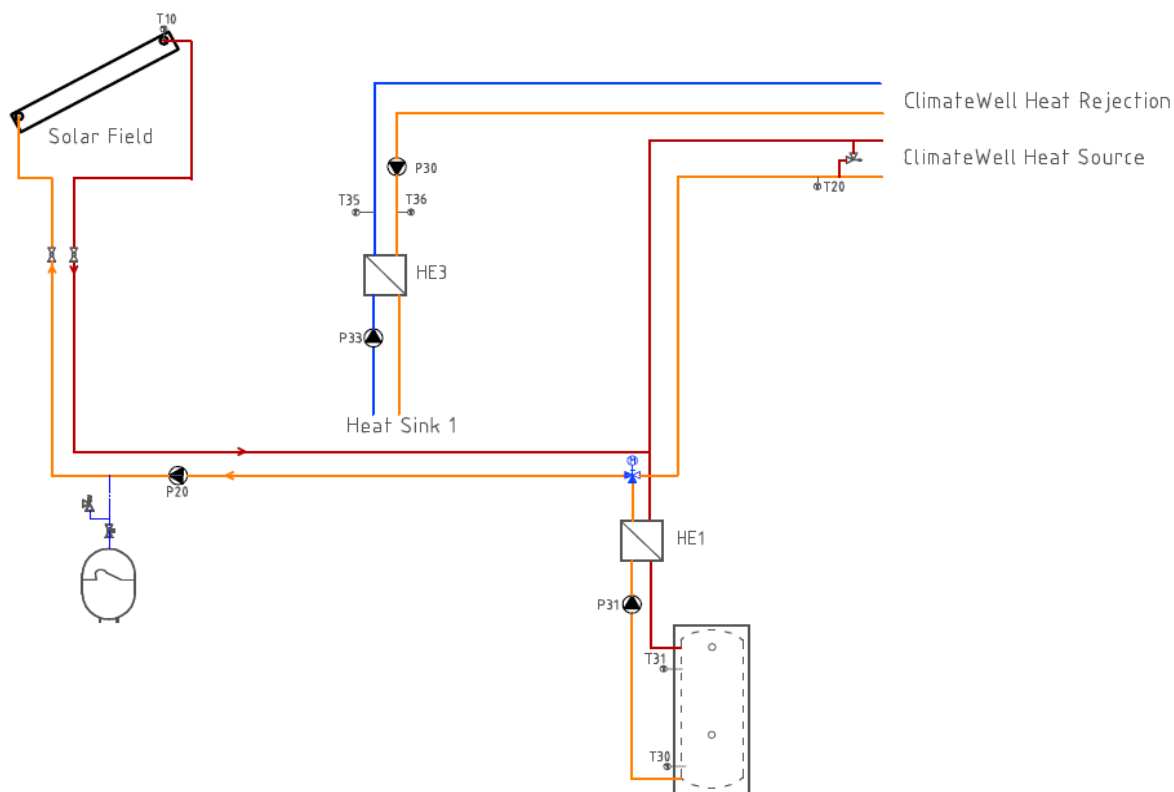 T10
Solar Field
ClimateWell Heat Rejection
ClimateWell Heat Source
P30
T20
T35
T36
HE3
P33
Heat Sink 1
M
P20
HE1
P31
T31
T30